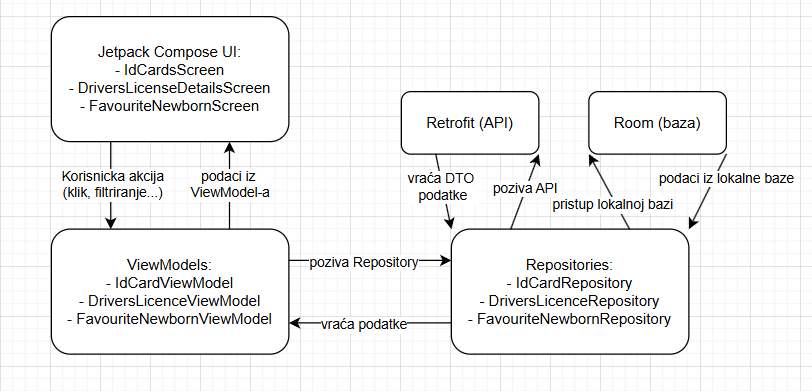 Jetpack Compose UI:
- IdCardsScreen
- DriversLicenseDetailsScreen
- FavouriteNewbornScreen
Retrofit (API)
Room (baza)
Korisnicka akcija
(klik, filtriranje...)
podaci iz
ViewModel-a
vraća DTO
podatke
poziva API
pristup lokalnoj bazi
podaci iz lokalne baze
ViewModels:
- IdCardViewModel
- DriversLicenceViewModel
- FavouriteNewbornViewModel
poziva Repository
vraća podatke
Repositories:
- IdCardRepository
- DriversLicenceRepository
- FavouriteNewbornRepository